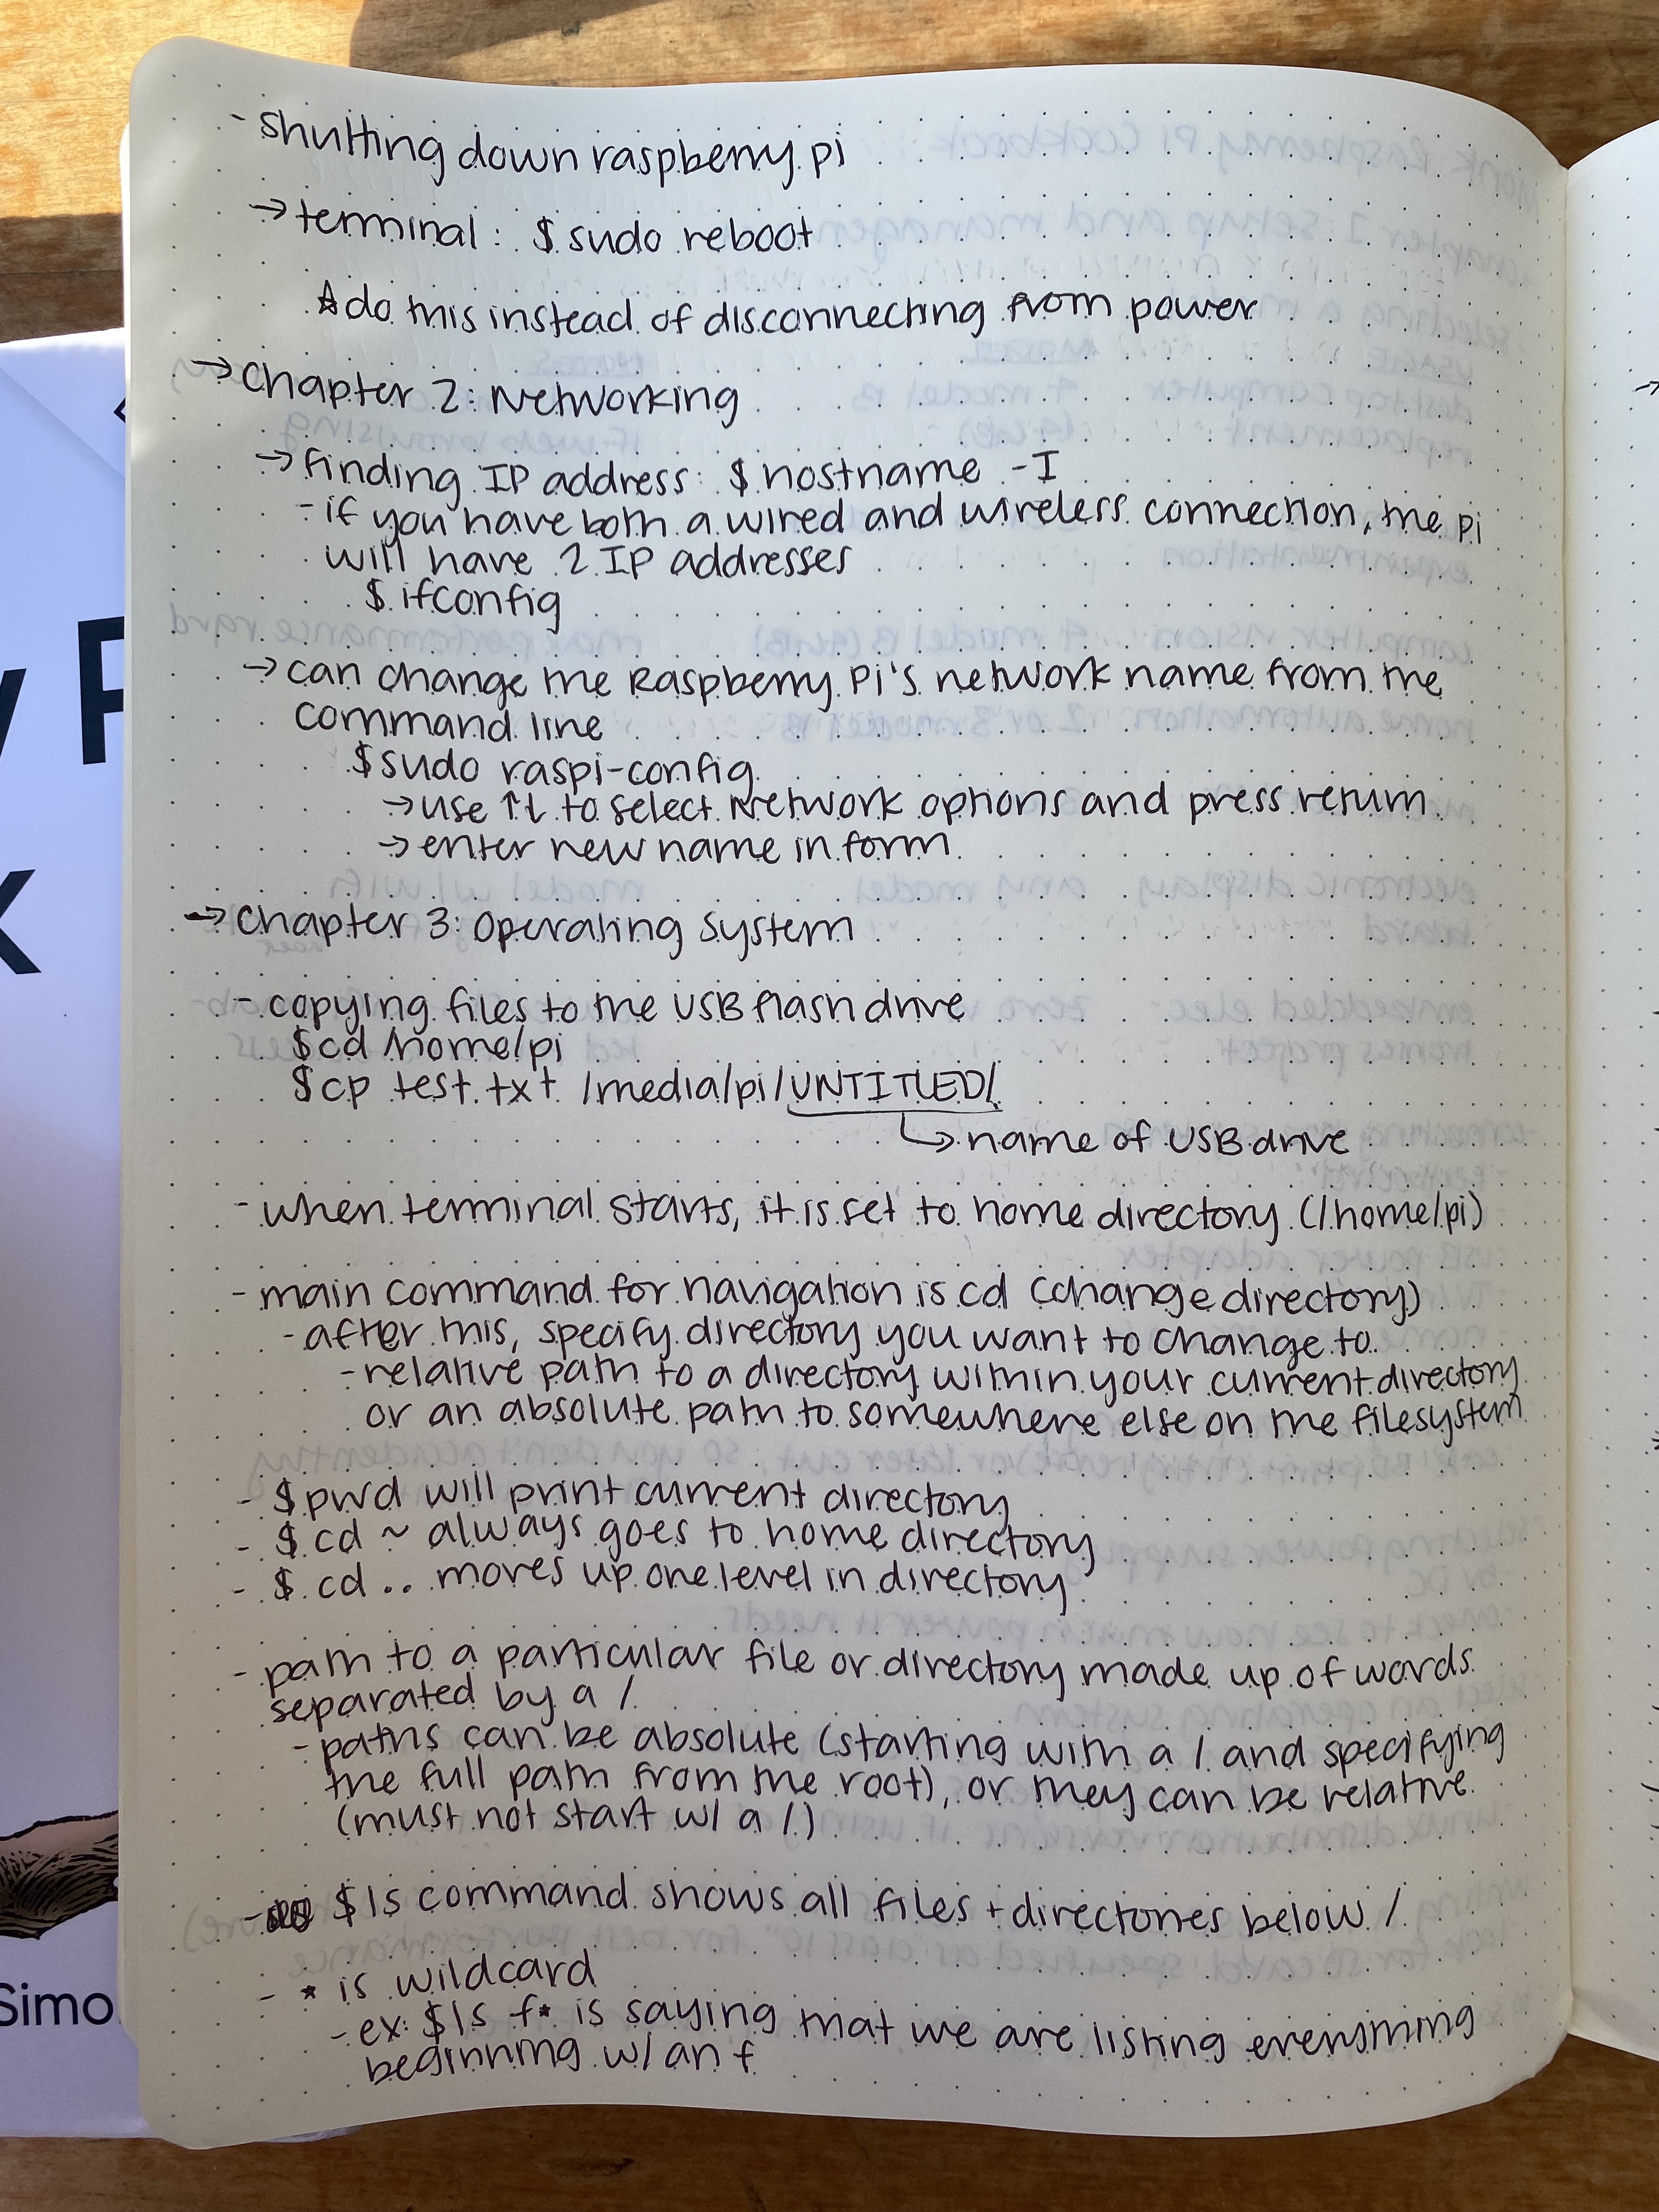 - shutting down raspberry pi
→ terminal: $ sudo reboot
☆ do this instead of disconnecting from power
→ Chapter 2: Networking
→ finding IP address: $ hostname -I
- if you have both a wired and wireless connection, the pi
will have 2 IP addresses
$ ifconfig
→ can change the Raspberry Pi's network name from the
command line
$ sudo raspi-config
→ use ↑↓ to select Network options and press return
→ enter new name in form
→ Chapter 3: Operating System
- copying files to the USB flash drive
$ cd /home/pi
$ cp test.txt /media/pi/UNTITLED/
↳ name of USB drive
- when terminal starts, it is set to home directory (/home/pi)
- main command for navigation is cd (change directory)
- after this, specify directory you want to change to
- relative path to a directory within your current directory
or an absolute path to somewhere else on the filesystem
- $ pwd will print current directory
- $ cd ~ always goes to home directory
- $ cd .. moves up one level in directory
- path to a particular file or directory made up of words
separated by a /
- paths can be absolute (starting with a / and specifying
the full path from the root), or they can be relative
(must not start w/ a /)
- $ ls command shows all files + directories below /
- * is wildcard
- ex: $ ls f* is saying that we are listing everything
beginning w/ an f
Simo